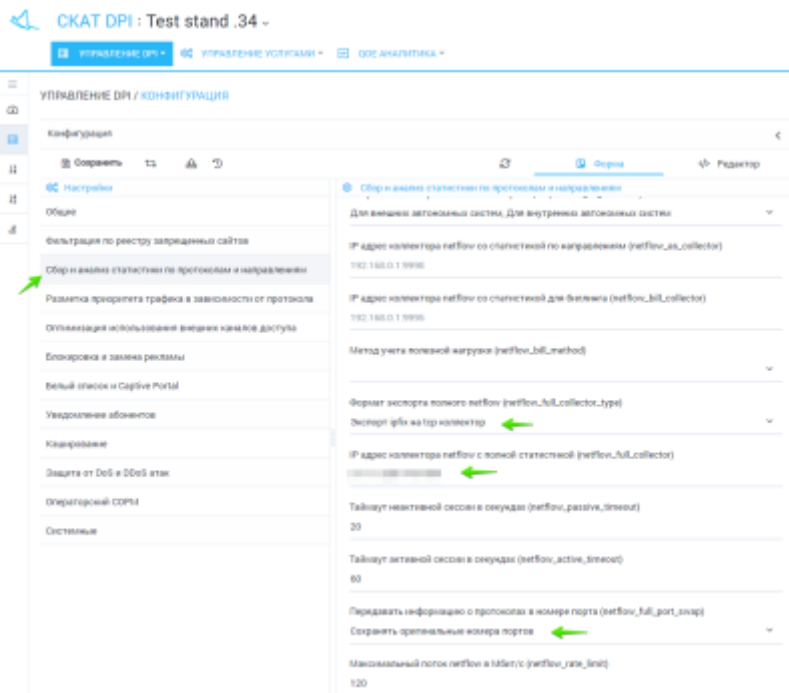 СКАТ DPI : Test stand .34
УПРАВЛЕНИЕ DPI
УПРАВЛЕНИЕ УСЛУГАМИ
QOE АНАЛИТИКА
УПРАВЛЕНИЕ DPI / КОНФИГУРАЦИЯ
Конфигурация
Сохранить
Форма
Редактор
Настройки
Общие
Фильтрация по реестру запрещенных сайтов
Сбор и анализ статистики по протоколам и направлениям
Разметка приоритета трафика в зависимости от протокола
Оптимизация использования внешних каналов доступа
Блокировка и замена рекламы
Белый список и Captive Portal
Уведомление абонентов
Кэширование
Защита от DoS и DDoS атак
Операторский СОРМ
Системные
Сбор и анализ статистики по протоколам и направлениям
Для внешних автономных систем, Для внутренних автономных систем
IP адрес коллектора netflow со статистикой по направлениям (netflow_as_collector)
192.168.0.1:9998
IP адрес коллектора netflow со статистикой для биллинга (netflow_bill_collector)
192.168.0.1:9995
Метод учета полезной нагрузки (netflow_bill_method)
Формат экспорта полного netflow (netflow_full_collector_type)
Экспорт ipfix на tcp коллектор
IP адрес коллектора netflow с полной статистикой (netflow_full_collector)
Таймаут неактивной сессии в секундах (netflow_passive_timeout)
20
Таймаут активной сессии в секундах (netflow_active_timeout)
60
Передавать информацию о протоколах в номере порта (netflow_full_port_swap)
Сохранять оригинальные номера портов
Максимальный поток netflow в Мбит/с (netflow_rate_limit)
120